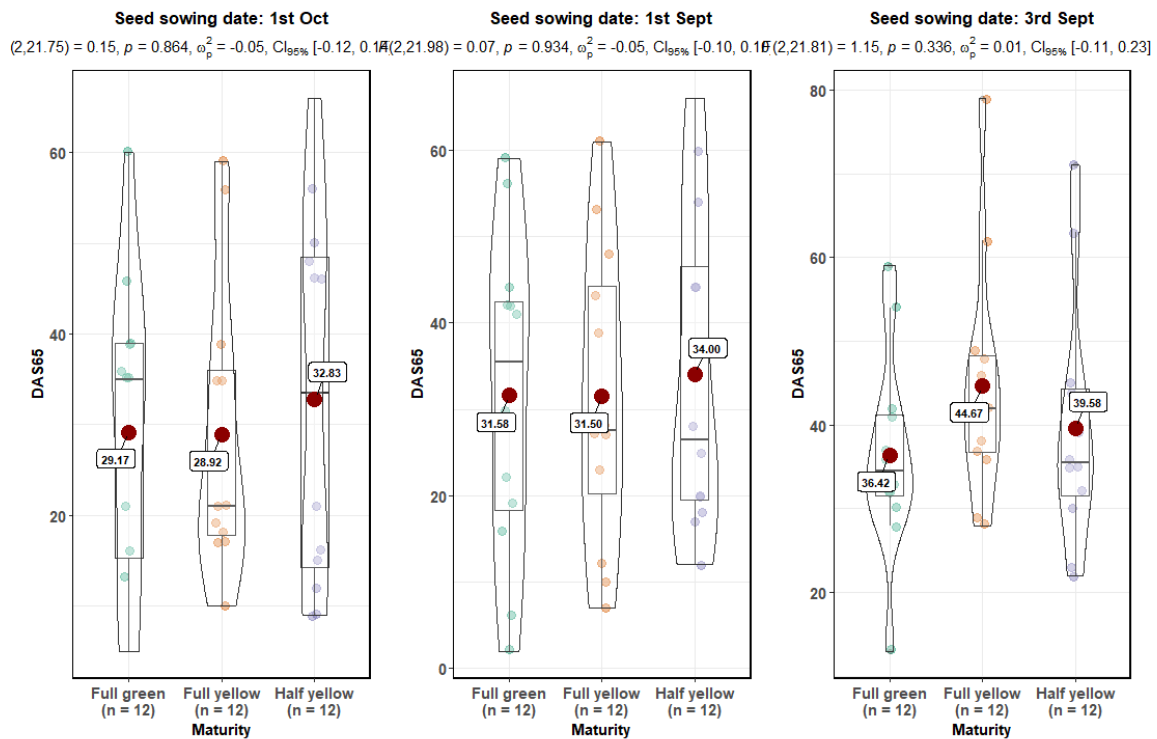 Seed sowing date: 1st Oct
(2,21.75) = 0.15, p = 0.864, ω²p = -0.05, CI95% [-0.12, 0.14]
60
40
20
DAS65
29.17
28.92
32.83
Full green
(n = 12)
Full yellow
(n = 12)
Half yellow
(n = 12)
Maturity
Seed sowing date: 1st Sept
(2,21.98) = 0.07, p = 0.934, ω²p = -0.05, CI95% [-0.10, 0.10
60
40
20
0
DAS65
31.58
31.50
34.00
Full green
(n = 12)
Full yellow
(n = 12)
Half yellow
(n = 12)
Maturity
Seed sowing date: 3rd Sept
(2,21.81) = 1.15, p = 0.336, ω²p = 0.01, CI95% [-0.11, 0.23]
80
60
40
20
DAS65
36.42
44.67
39.58
Full green
(n = 12)
Full yellow
(n = 12)
Half yellow
(n = 12)
Maturity